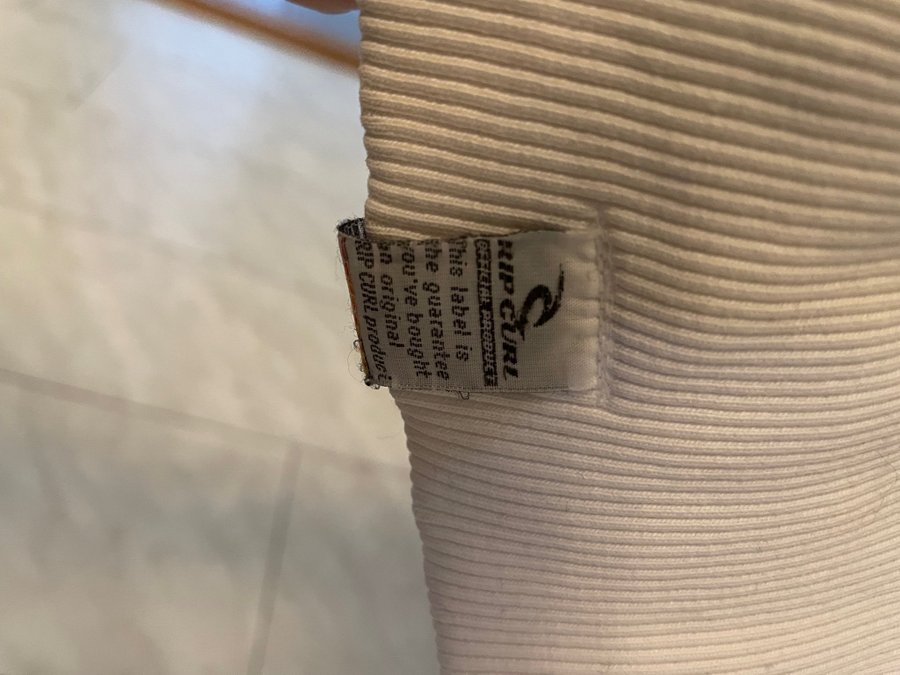 RIP CURL
This label is
the guarantee
you've bought
an original
RIP CURL product